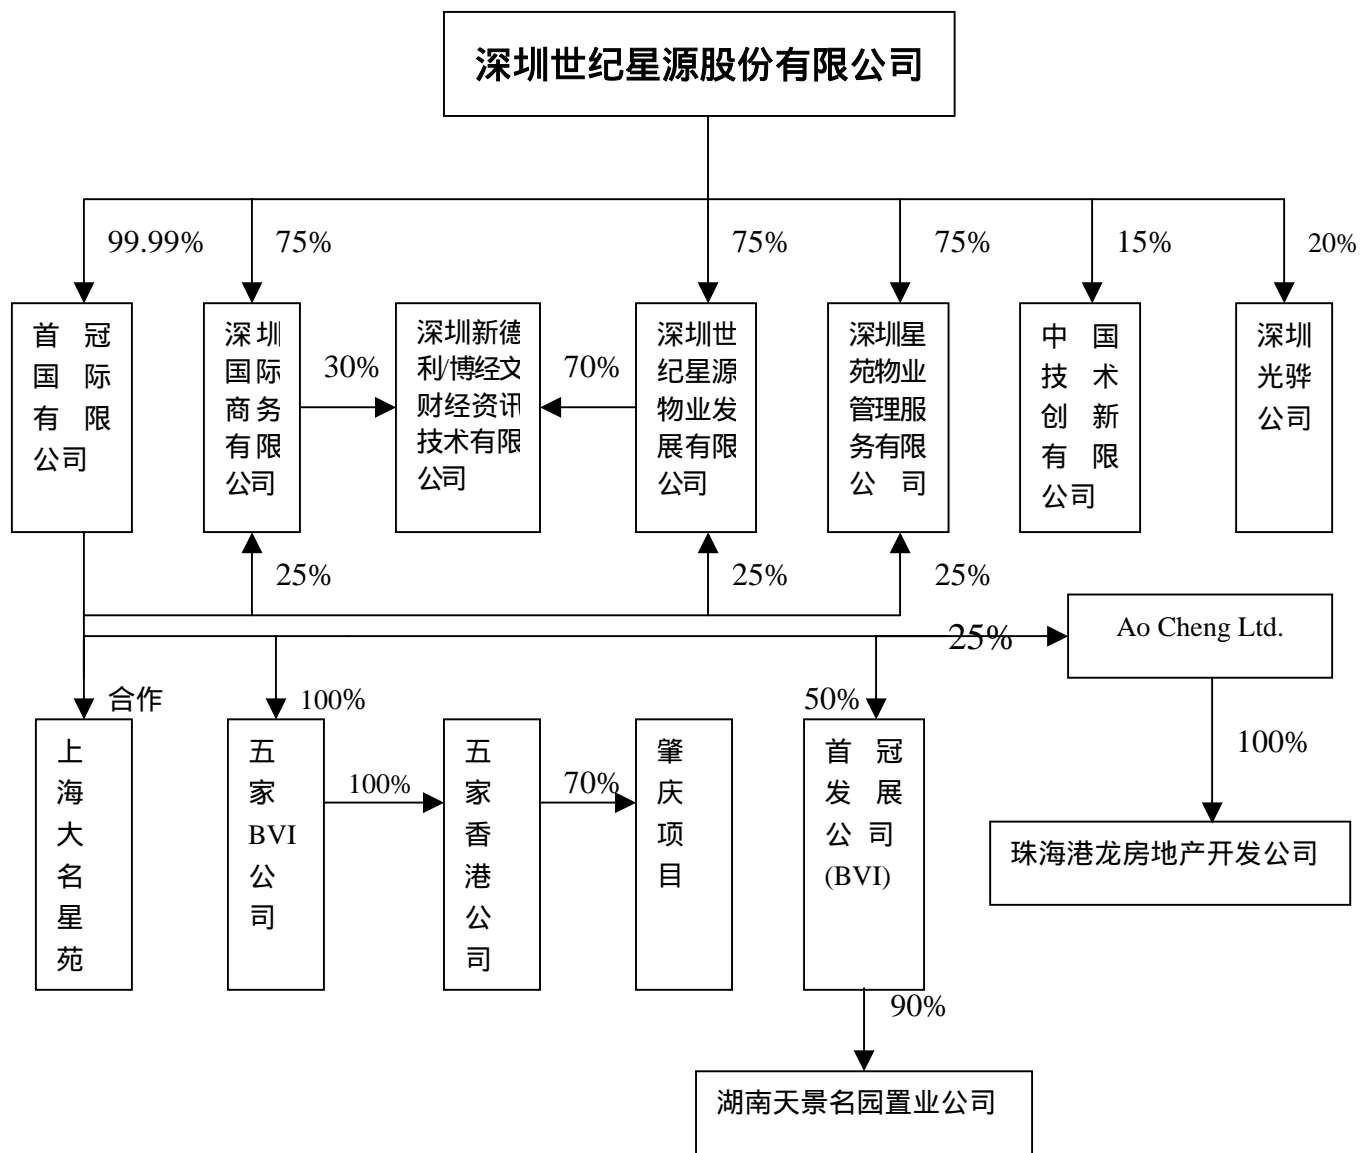 深圳世纪星源股份有限公司
99.99%
75%
75%
75%
15%
20%
首冠
国际
有限
公司
深圳
国际
商务
有限
公司
30%
深圳新德
利/博经文
财经资讯
技术有限
公司
70%
深圳世
纪星源
物业发
展有限
公司
深圳星
苑物业
管理服
务有限
公司
中国
技术
创新
有限
公司
深圳
光骅
公司
25%
25%
25%
25%
Ao Cheng Ltd.
合作
100%
50%
100%
上
海
大
名
星
苑
五
家
BVI
公
司
100%
五
家
香
港
公
司
70%
肇
庆
项
目
首冠
发展
公司
(BVI)
珠海港龙房地产开发公司
90%
湖南天景名园置业公司